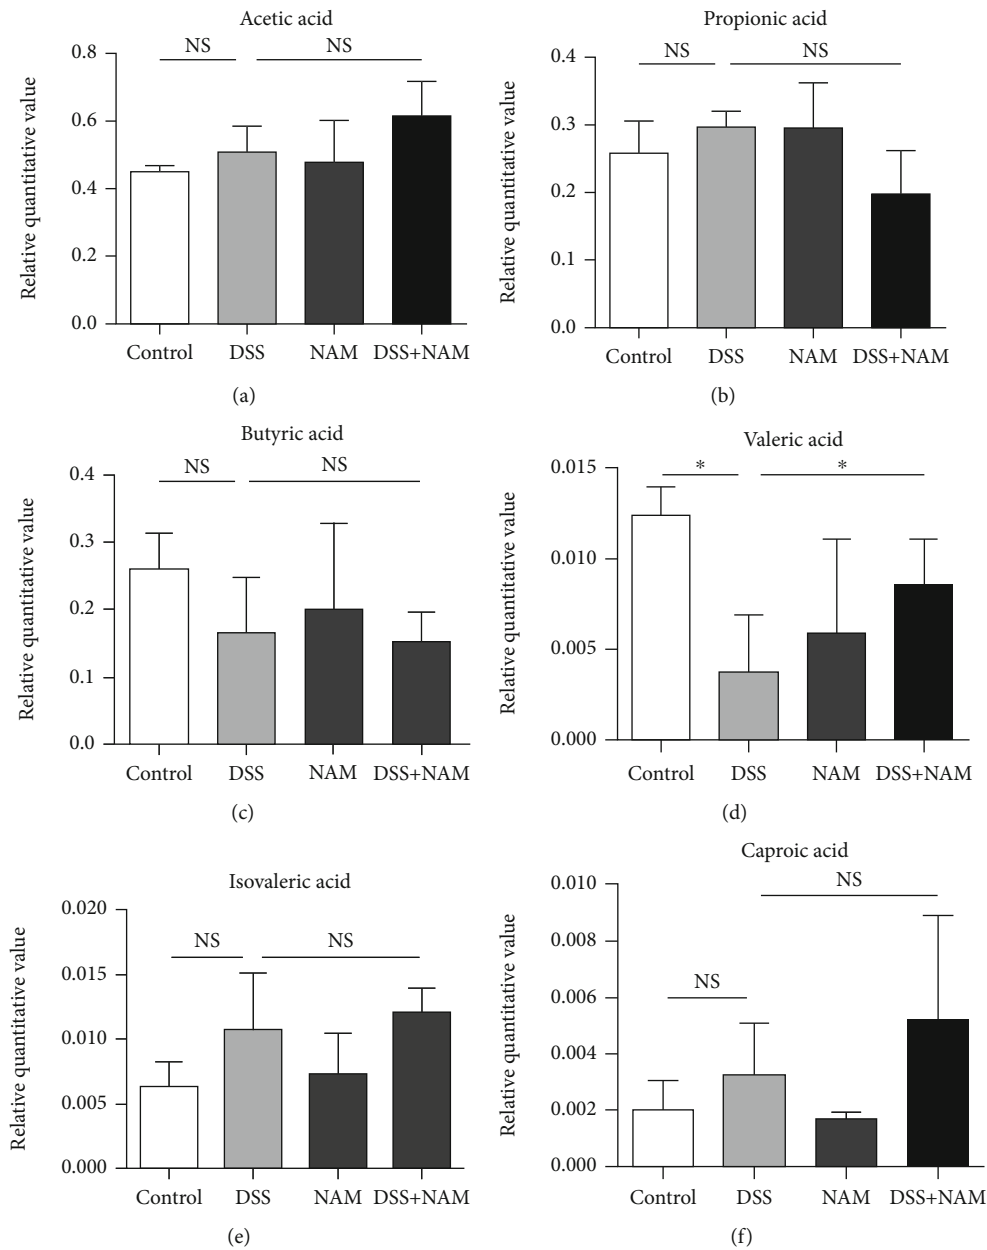 Acetic acid
NS NS
Relative quantitative value
0.8
0.6
0.4
0.2
0.0
Control DSS NAM DSS+NAM
(a)
Propionic acid
NS NS
Relative quantitative value
0.4
0.3
0.2
0.1
0.0
Control DSS NAM DSS+NAM
(b)
Butyric acid
NS NS
Relative quantitative value
0.4
0.3
0.2
0.1
0.0
Control DSS NAM DSS+NAM
(c)
Valeric acid
* *
Relative quantitative value
0.015
0.010
0.005
0.000
Control DSS NAM DSS+NAM
(d)
Isovaleric acid
NS NS
Relative quantitative value
0.020
0.015
0.010
0.005
0.000
Control DSS NAM DSS+NAM
(e)
Caproic acid
NS
NS
Relative quantitative value
0.010
0.008
0.006
0.004
0.002
0.000
Control DSS NAM DSS+NAM
(f)